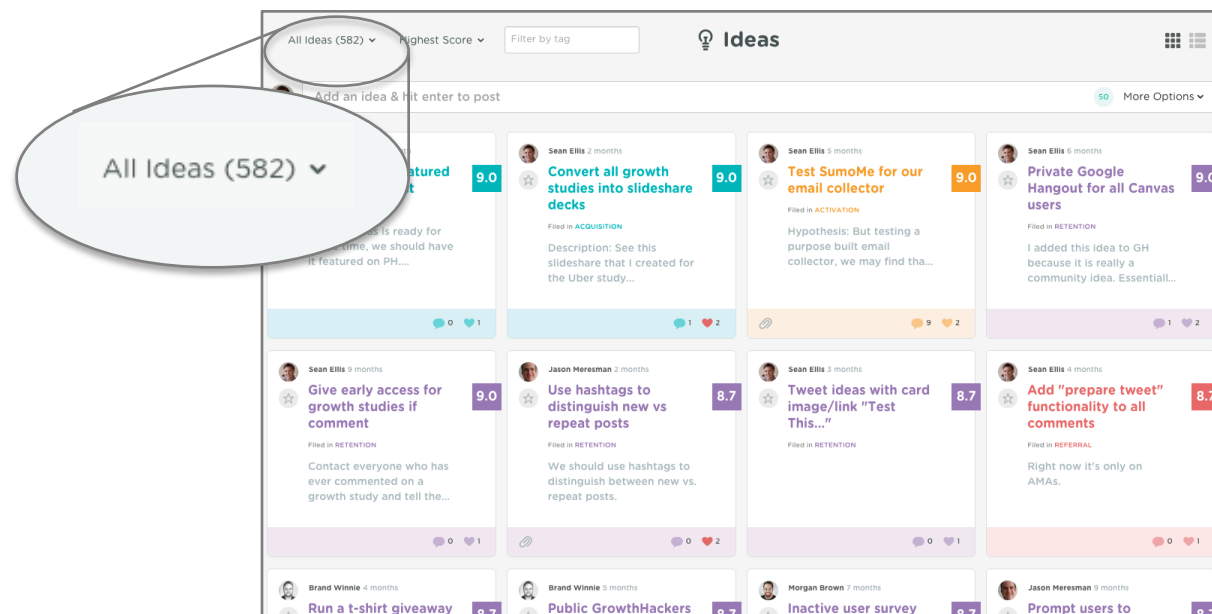 All Ideas (582)
Highest Score
Filter by tag
Ideas
Add an idea & hit enter to post
50
More Options
All Ideas (582)
is ready for
time, we should have
it featured on PH....
9.0
0
1
Sean Ellis 2 months
Convert all growth
studies into slideshare
decks
9.0
Filed in ACQUISITION
Description: See this
slideshare that I created for
the Uber study...
1
2
Sean Ellis 5 months
Test SumoMe for our
email collector
9.0
Filed in ACTIVATION
Hypothesis: But testing a
purpose built email
collector, we may find tha...
9
2
Sean Ellis 6 months
Private Google
Hangout for all Canvas
users
9.0
Filed in RETENTION
I added this idea to GH
because it is really a
community idea. Essentiall...
1
2
Sean Ellis 9 months
Give early access for
growth studies if
comment
9.0
Filed in RETENTION
Contact everyone who has
ever commented on a
growth study and tell the...
0
1
Jason Meresman 2 months
Use hashtags to
distinguish new vs
repeat posts
8.7
Filed in RETENTION
We should use hashtags to
distinguish between new vs.
repeat posts.
0
2
Sean Ellis 3 months
Tweet ideas with card
image/link "Test
This..."
8.7
Filed in RETENTION
0
1
Sean Ellis 4 months
Add "prepare tweet"
functionality to all
comments
8.7
Filed in REFERRAL
Right now it's only on
AMAs.
0
1
Brand Winnie 4 months
Run a t-shirt giveaway
8.7
Brand Winnie 5 months
Public GrowthHackers
8.7
Morgan Brown 7 months
Inactive user survey
8.7
Jason Meresman 9 months
Prompt users to
8.7